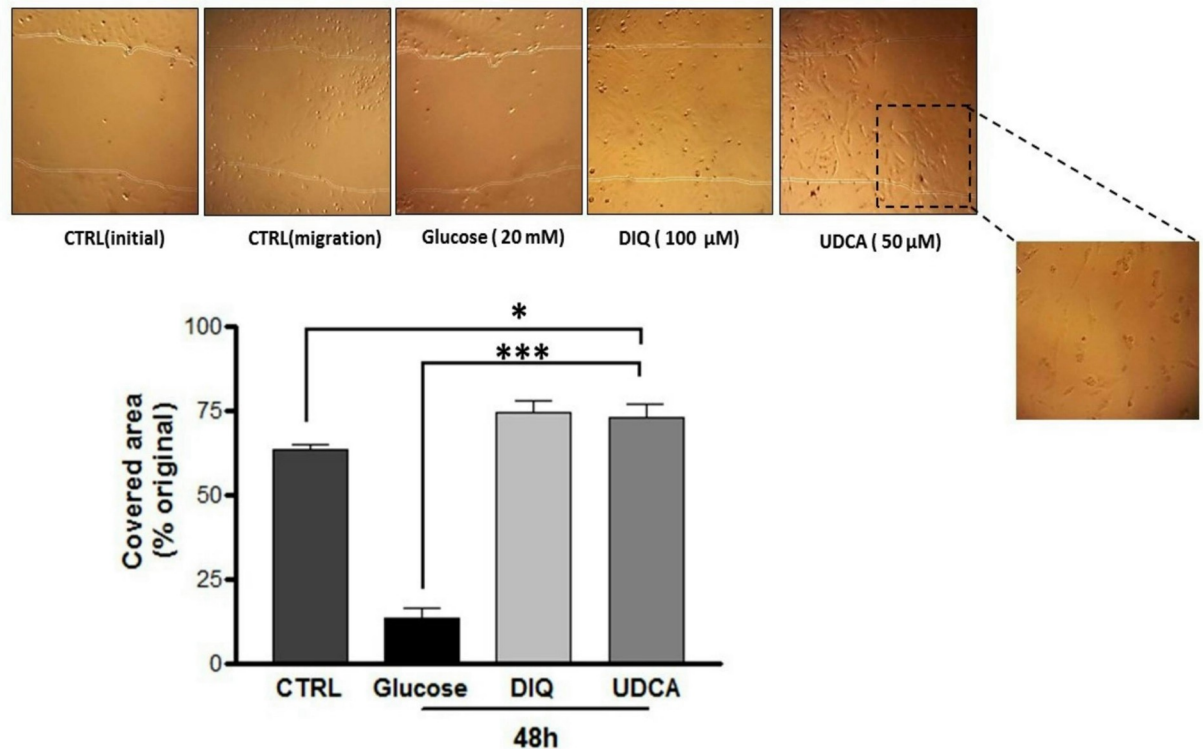 CTRL(initial)
CTRL(migration)
Glucose ( 20 mM)
DIQ ( 100 µM)
UDCA ( 50 µM)
*
***
Covered area
(% original)
100
75
50
25
0
CTRL
Glucose
DIQ
UDCA
48h